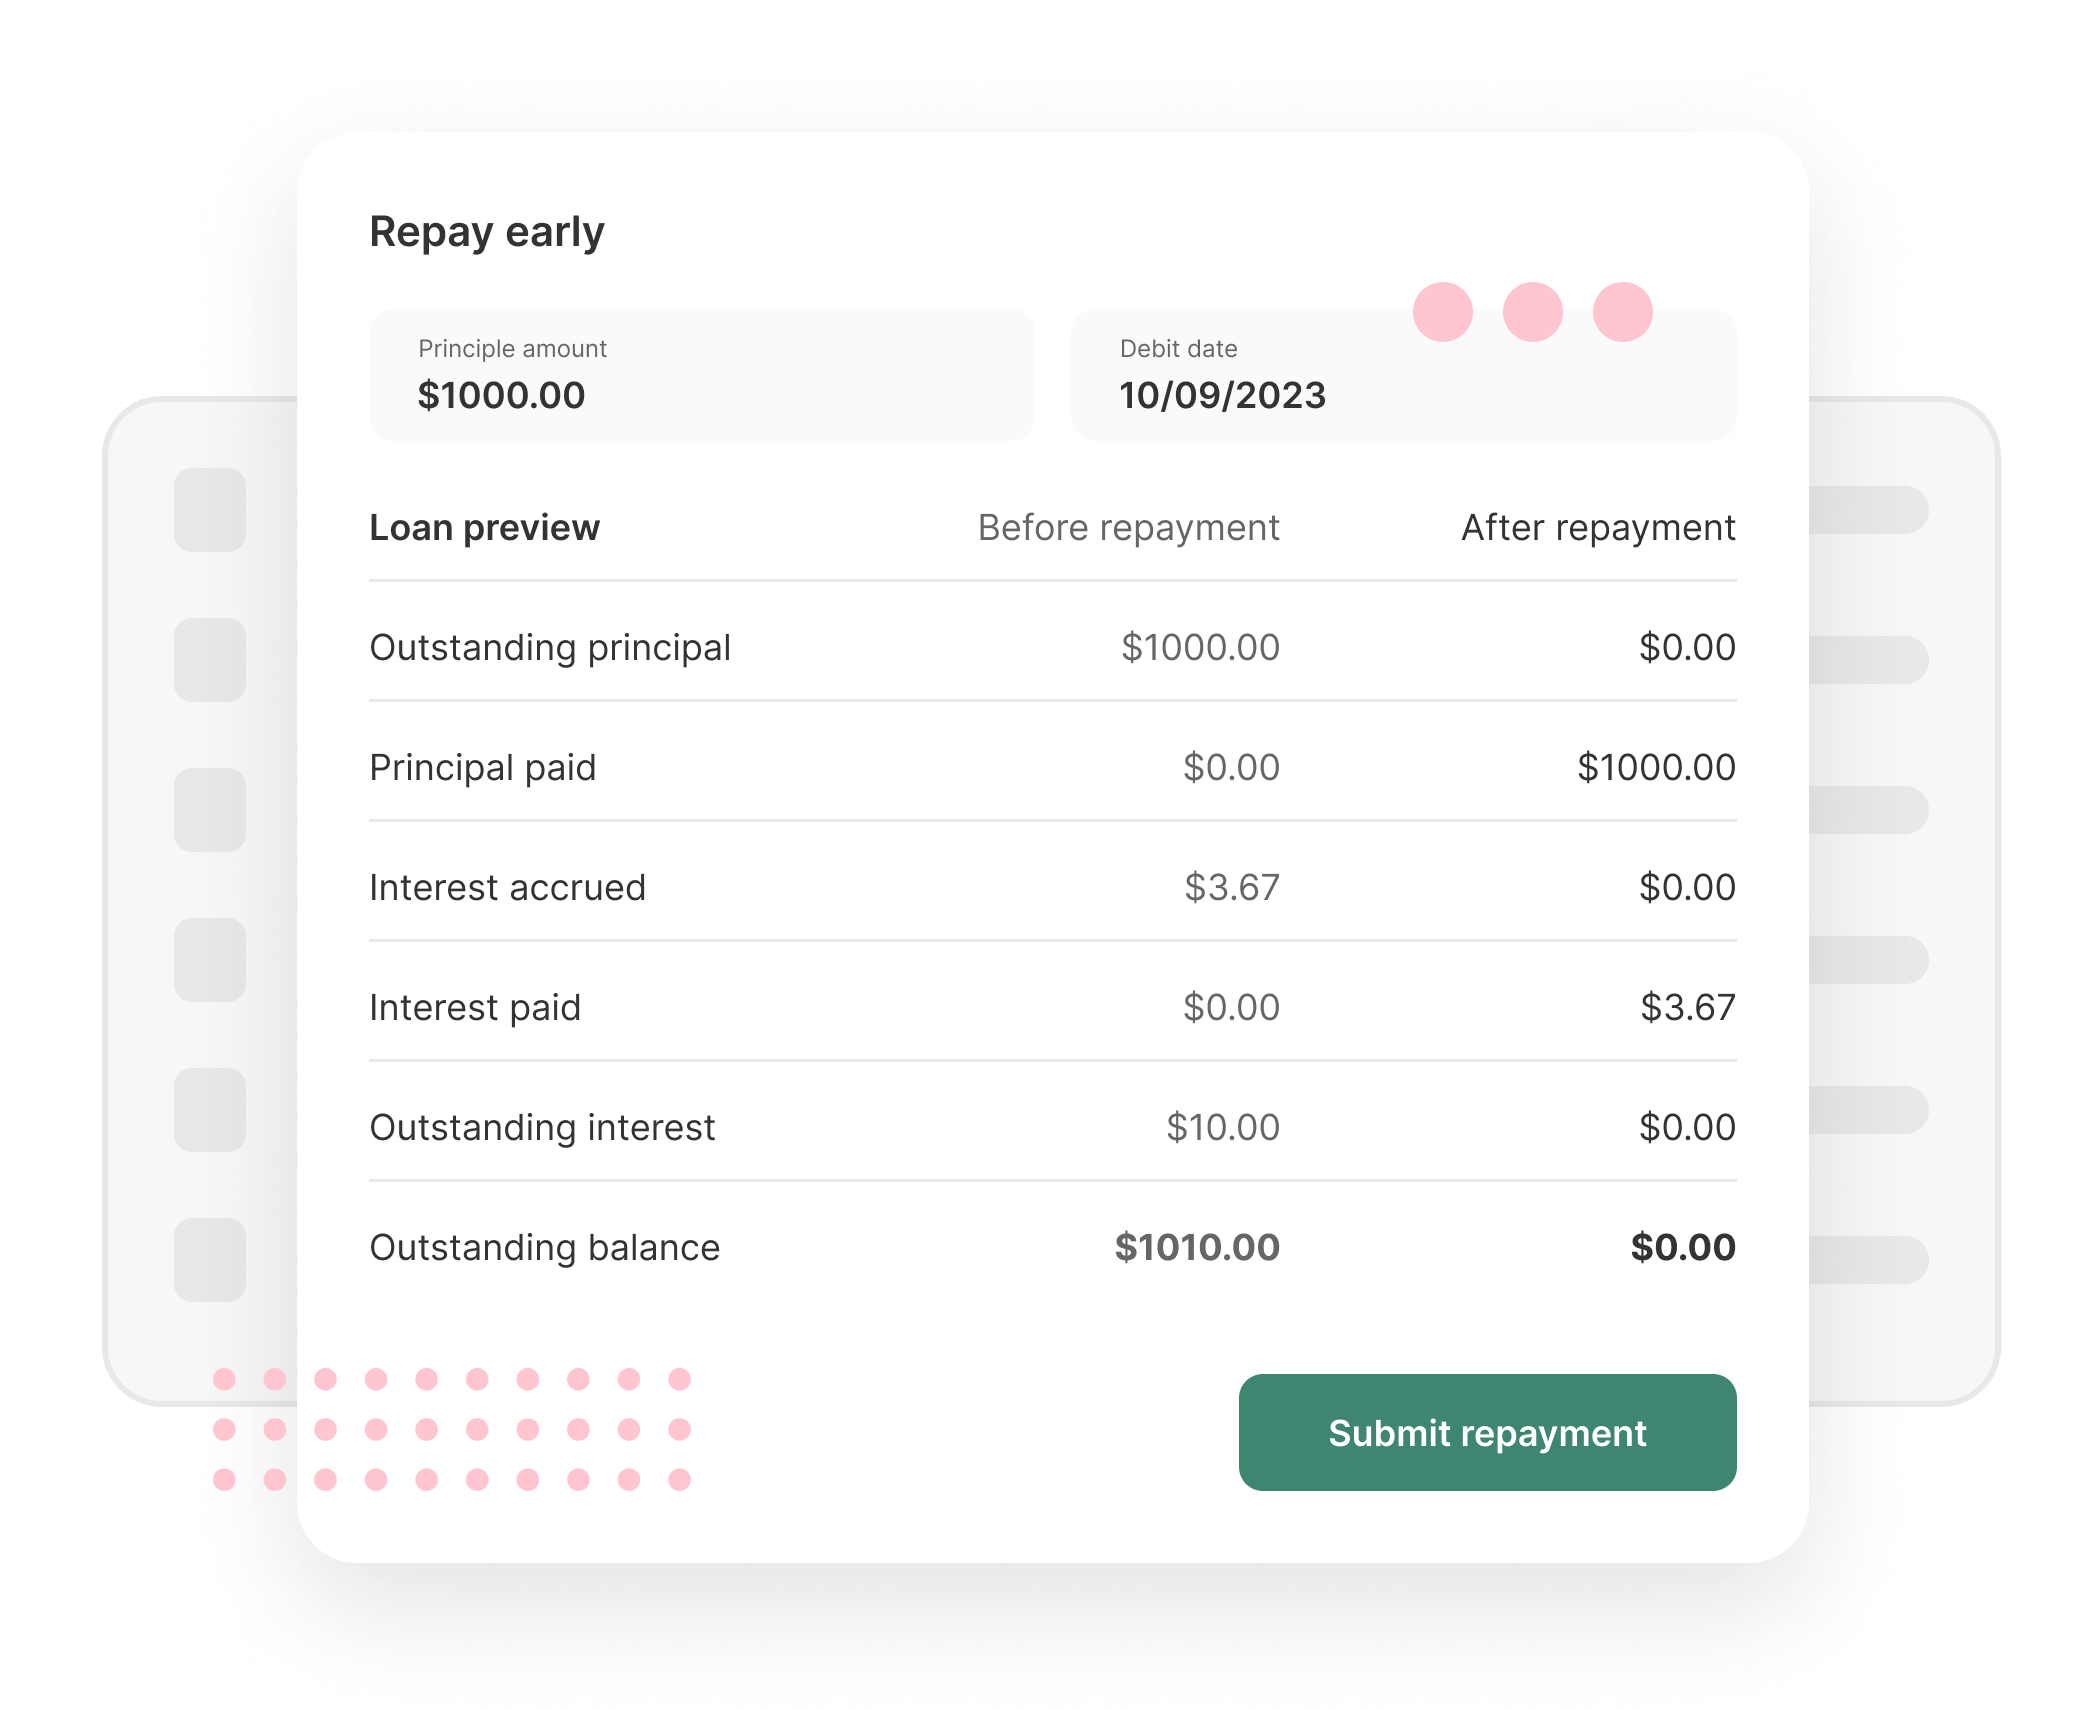 Repay early
Principle amount
$1000.00
Debit date
10/09/2023
Loan preview Before repayment After repayment
Outstanding principal $1000.00 $0.00
Principal paid $0.00 $1000.00
Interest accrued $3.67 $0.00
Interest paid $0.00 $3.67
Outstanding interest $10.00 $0.00
Outstanding balance $1010.00 $0.00
Submit repayment